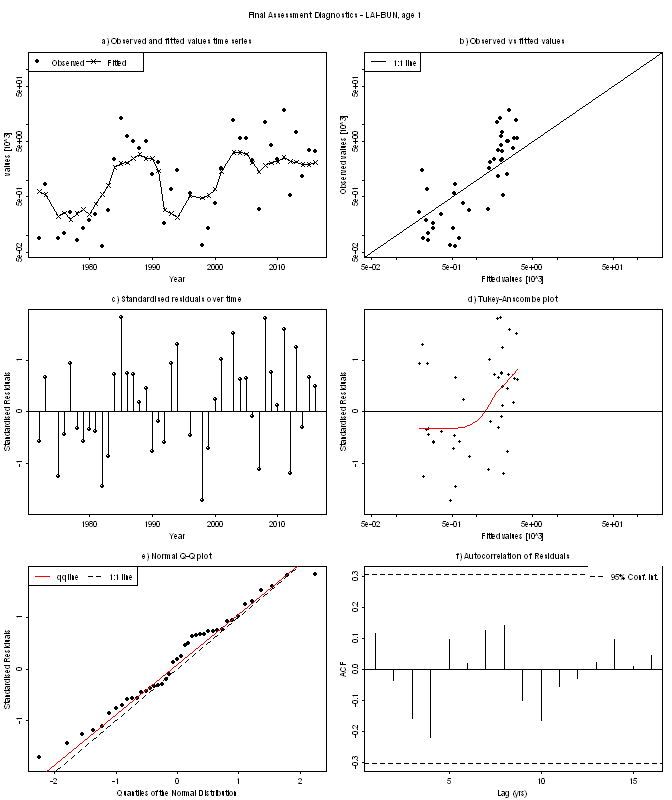 Final Assessment Diagnostics - LAI-BUN, age 1
a) Observed and fitted values time series
Observed
Fitted
values [10^3]
5e-02
5e-01
5e+00
5e+01
1980
1990
2000
2010
Year
b) Observed vs fitted values
1:1 line
Observed values [10^3]
5e-02
5e-01
5e+00
5e+01
5e-02
5e-01
5e+00
5e+01
Fitted values [10^3]
c) Standardised residuals over time
Standardised Residuals
-1
0
1
1980
1990
2000
2010
Year
d) Tukey-Anscombe plot
Standardised Residuals
-1
0
1
5e-02
5e-01
5e+00
5e+01
Fitted values [10^3]
e) Normal Q-Q plot
qq line
1:1 line
Standardised Residuals
-1
0
1
-2
-1
0
1
2
Quantiles of the Normal Distribution
f) Autocorrelation of Residuals
95% Conf. Int.
ACF
-0.3
-0.2
-0.1
0.0
0.1
0.2
0.3
5
10
15
Lag (yrs)